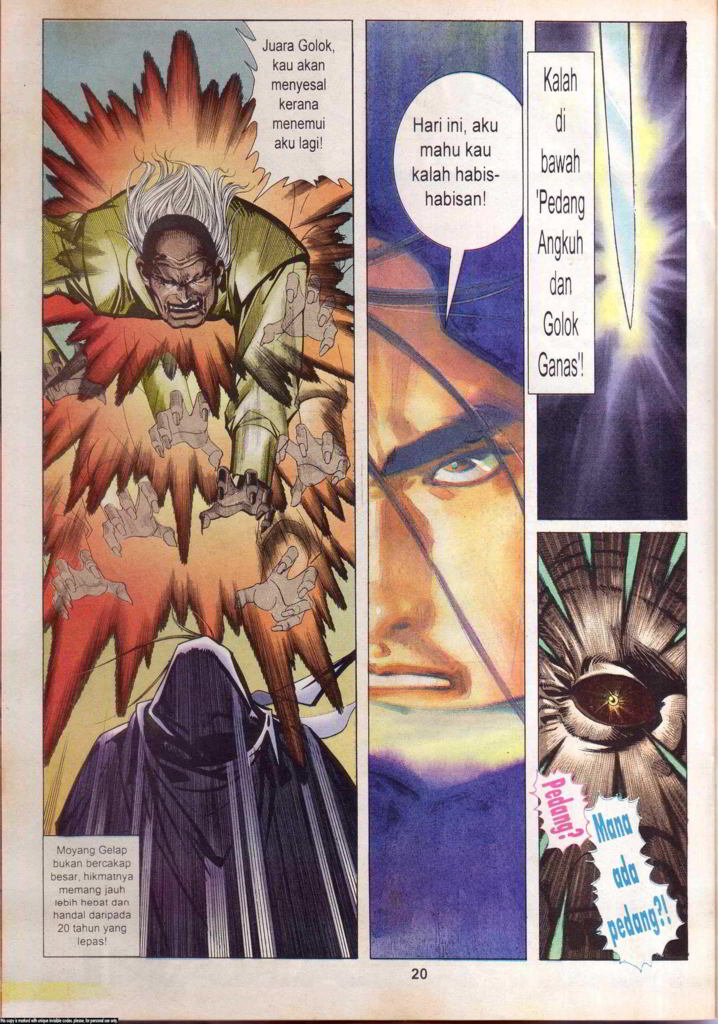 Juara Golok,
kau akan
menyesal
kerana
menemui
aku lagi!
Moyang Gelap
bukan bercakap
besar, hikmatnya
memang jauh
lebih hebat dan
handal daripada
20 tahun yang
lepas!
Hari ini, aku
mahu kau
kalah habis-
habisan!
Kalah
di
bawah
'Pedang
Angkuh
dan
Golok
Ganas'!
Pedang?
Mana
ada
pedang?!
20
This copy is marked with unique invisible codes, please, for personal use only.